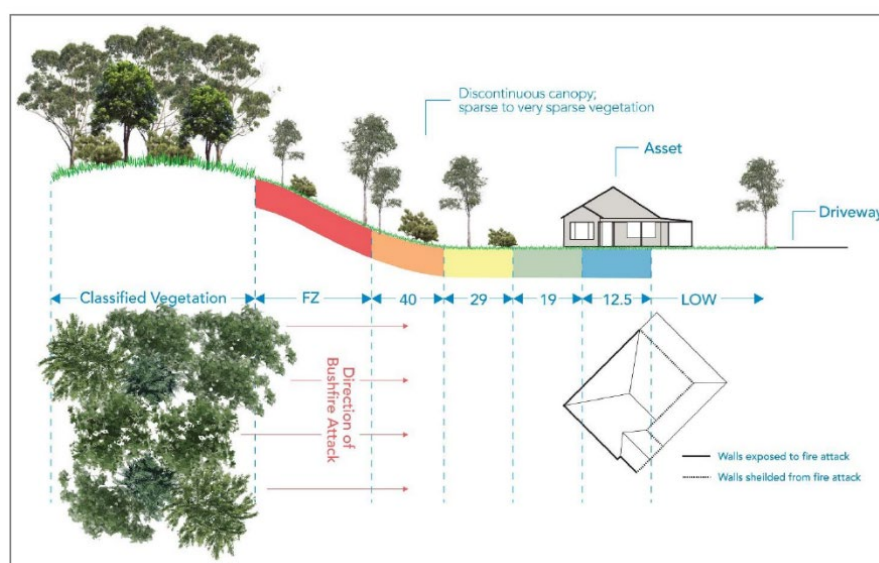 Discontinuous canopy;
sparse to very sparse vegetation
Asset
Driveway
Classified Vegetation
FZ
40
29
19
12.5
LOW
Direction of
Bushfire Attack
Walls exposed to fire attack
Walls sheilded from fire attack